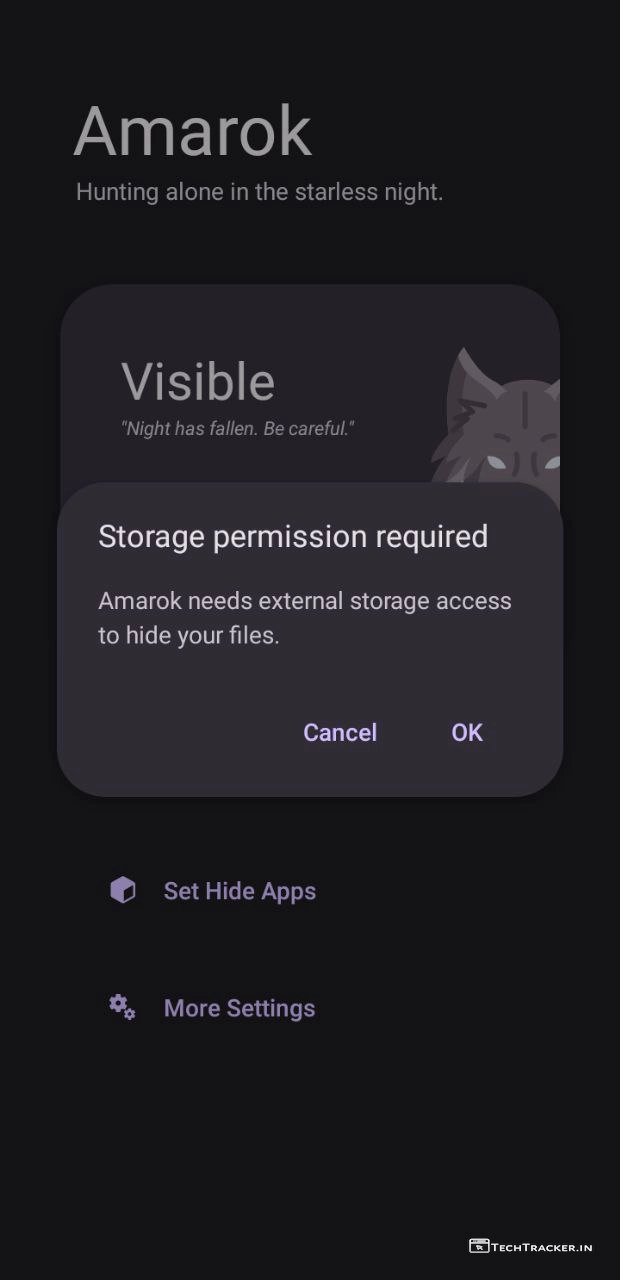 Amarok
Hunting alone in the starless night.
Visible
"Night has fallen. Be careful."
Storage permission required
Amarok needs external storage access
to hide your files.
Cancel OK
Set Hide Apps
More Settings
TechTracker.in